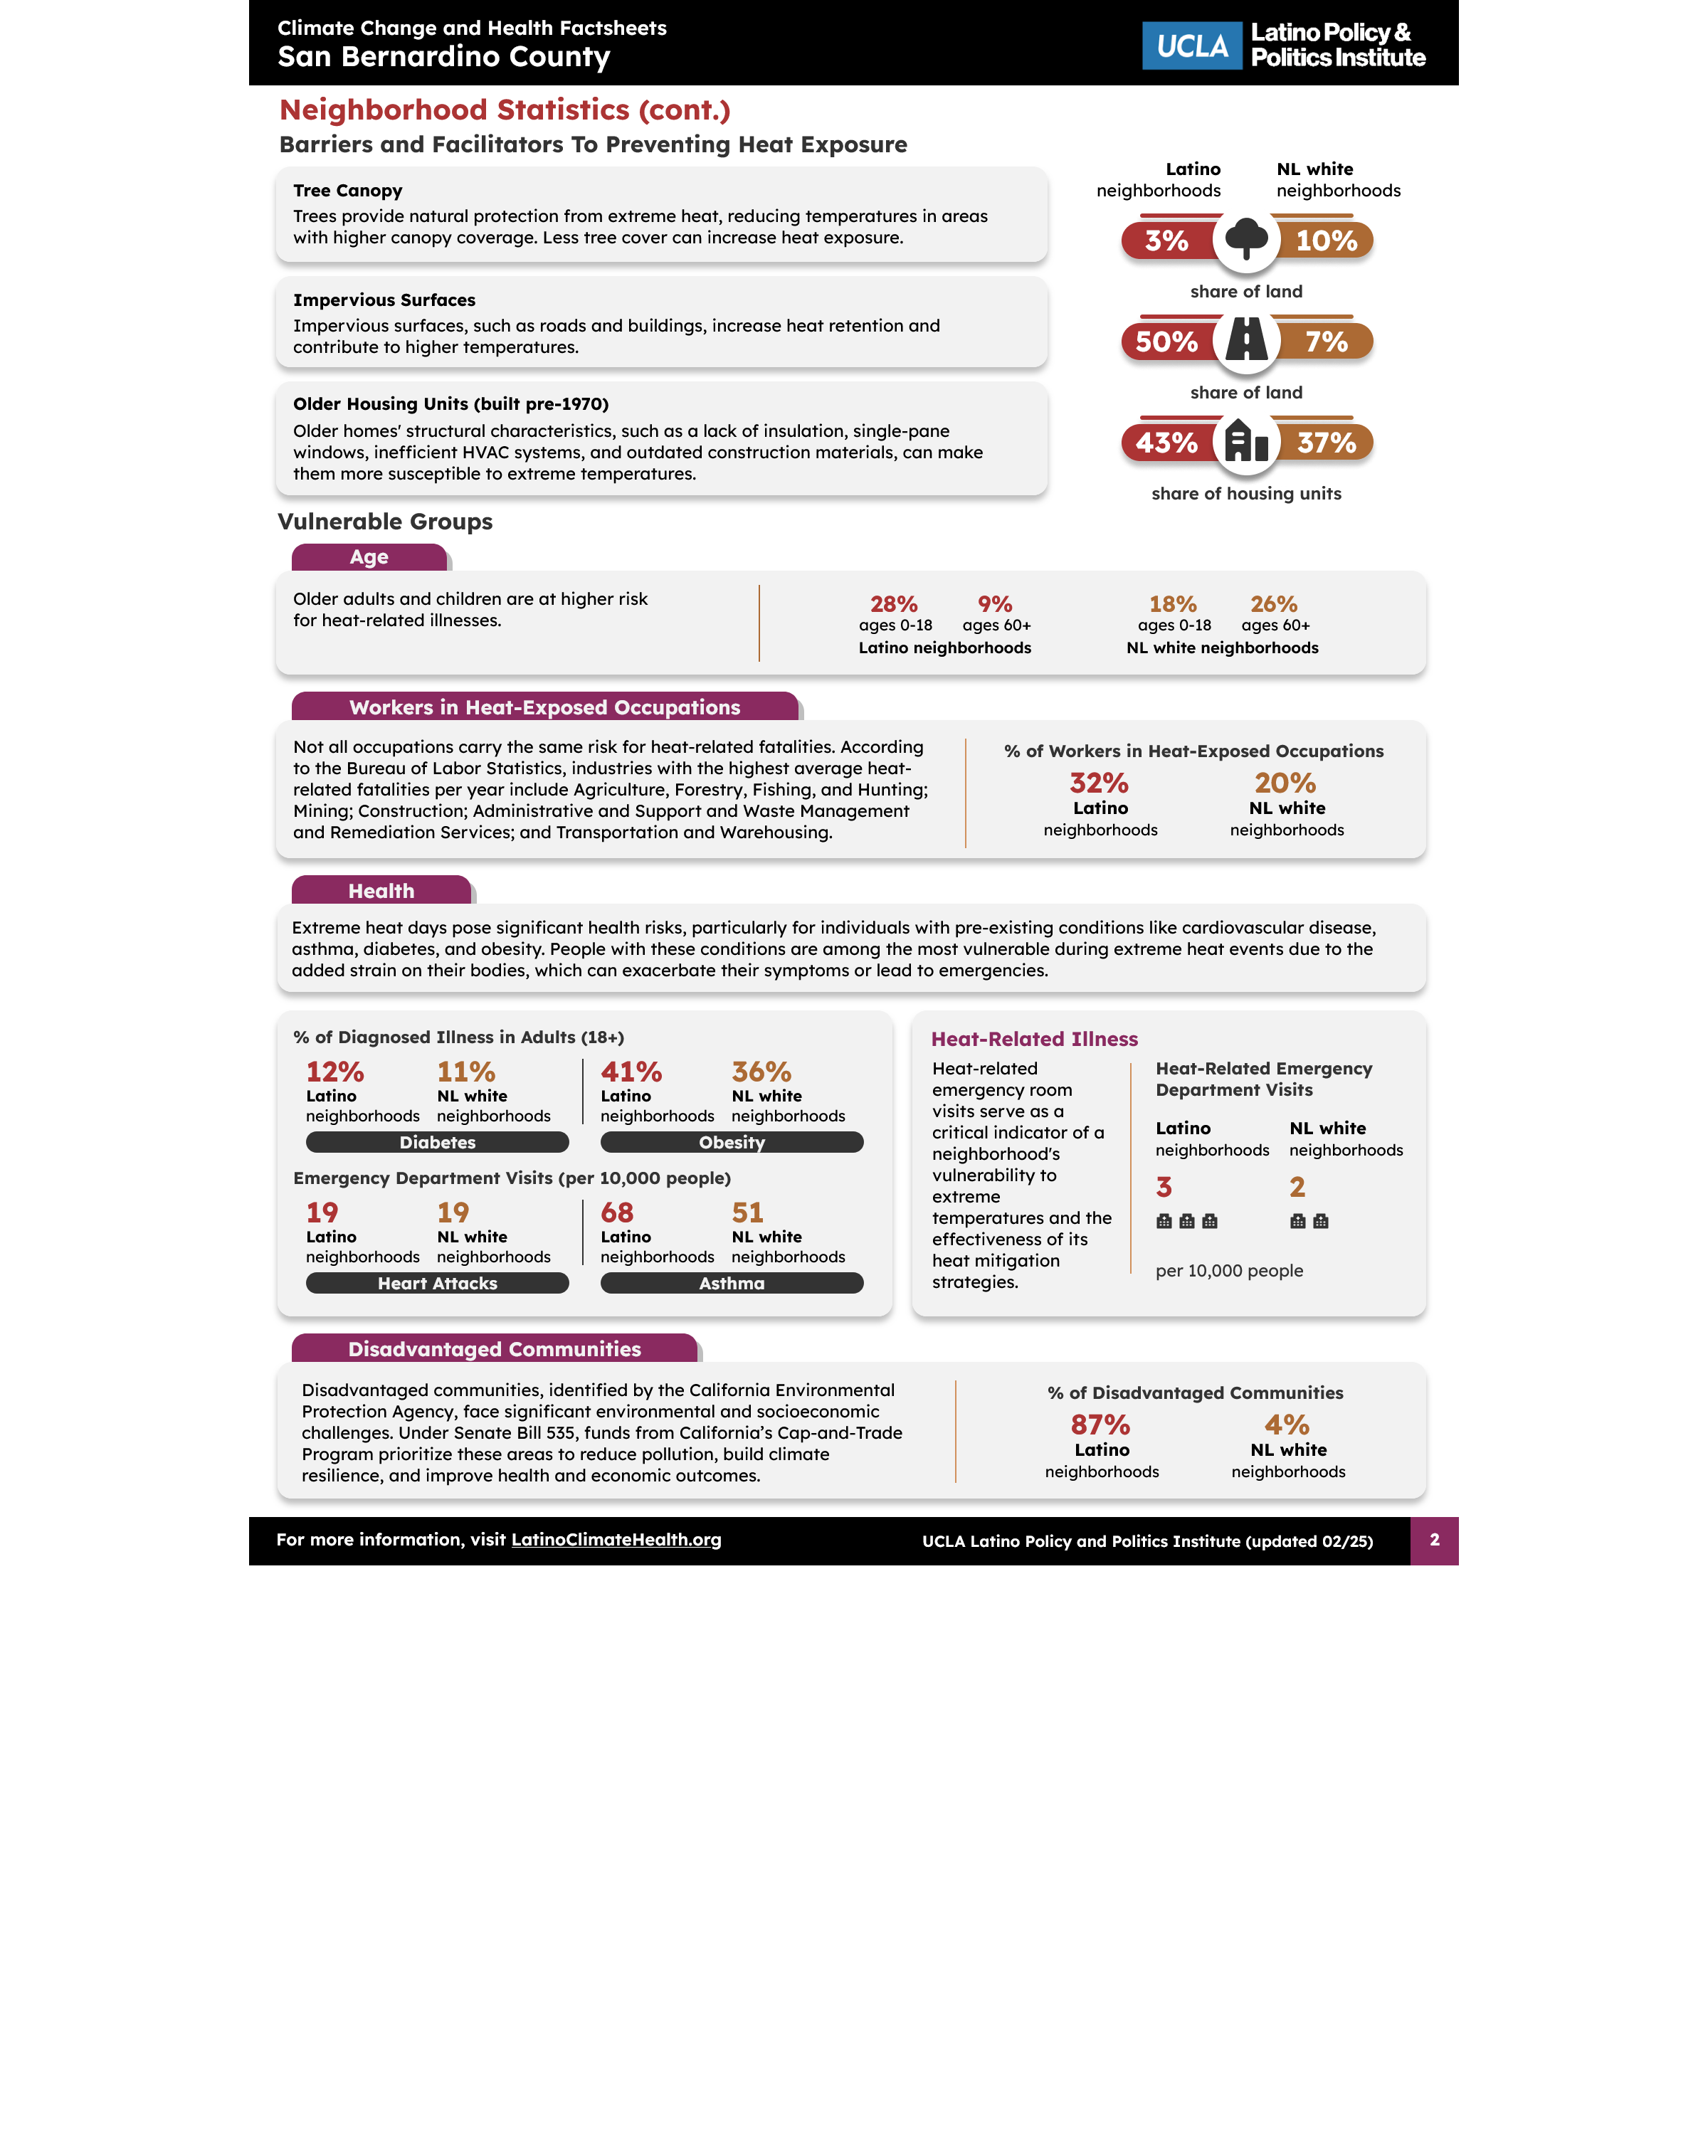 Climate Change and Health Factsheets
San Bernardino County
UCLA
Latino Policy &
Politics Institute
Neighborhood Statistics (cont.)
Barriers and Facilitators To Preventing Heat Exposure
Tree Canopy
Trees provide natural protection from extreme heat, reducing temperatures in areas
with higher canopy coverage. Less tree cover can increase heat exposure.
Latino NL white
neighborhoods neighborhoods
3% 10%
share of land
Impervious Surfaces
Impervious surfaces, such as roads and buildings, increase heat retention and
contribute to higher temperatures.
50% 7%
share of land
Older Housing Units (built pre-1970)
Older homes' structural characteristics, such as a lack of insulation, single-pane
windows, inefficient HVAC systems, and outdated construction materials, can make
them more susceptible to extreme temperatures.
43% 37%
share of housing units
Vulnerable Groups
Age
Older adults and children are at higher risk
for heat-related illnesses.
28% 9% 18% 26%
ages 0-18 ages 60+ ages 0-18 ages 60+
Latino neighborhoods NL white neighborhoods
Workers in Heat-Exposed Occupations
Not all occupations carry the same risk for heat-related fatalities. According
to the Bureau of Labor Statistics, industries with the highest average heat-
related fatalities per year include Agriculture, Forestry, Fishing, and Hunting;
Mining; Construction; Administrative and Support and Waste Management
and Remediation Services; and Transportation and Warehousing.
% of Workers in Heat-Exposed Occupations
32% 20%
Latino NL white
neighborhoods neighborhoods
Health
Extreme heat days pose significant health risks, particularly for individuals with pre-existing conditions like cardiovascular disease,
asthma, diabetes, and obesity. People with these conditions are among the most vulnerable during extreme heat events due to the
added strain on their bodies, which can exacerbate their symptoms or lead to emergencies.
% of Diagnosed Illness in Adults (18+)
12% 11% 41% 36%
Latino NL white Latino NL white
neighborhoods neighborhoods neighborhoods neighborhoods
Diabetes Obesity
Emergency Department Visits (per 10,000 people)
19 19 68 51
Latino NL white Latino NL white
neighborhoods neighborhoods neighborhoods neighborhoods
Heart Attacks Asthma
Heat-Related Illness
Heat-related
emergency room
visits serve as a
critical indicator of a
neighborhood's
vulnerability to
extreme
temperatures and the
effectiveness of its
heat mitigation
strategies.
Heat-Related Emergency
Department Visits
Latino NL white
neighborhoods neighborhoods
3 2
per 10,000 people
Disadvantaged Communities
Disadvantaged communities, identified by the California Environmental
Protection Agency, face significant environmental and socioeconomic
challenges. Under Senate Bill 535, funds from California’s Cap-and-Trade
Program prioritize these areas to reduce pollution, build climate
resilience, and improve health and economic outcomes.
% of Disadvantaged Communities
87% 4%
Latino NL white
neighborhoods neighborhoods
For more information, visit LatinoClimateHealth.org
UCLA Latino Policy and Politics Institute (updated 02/25)
2